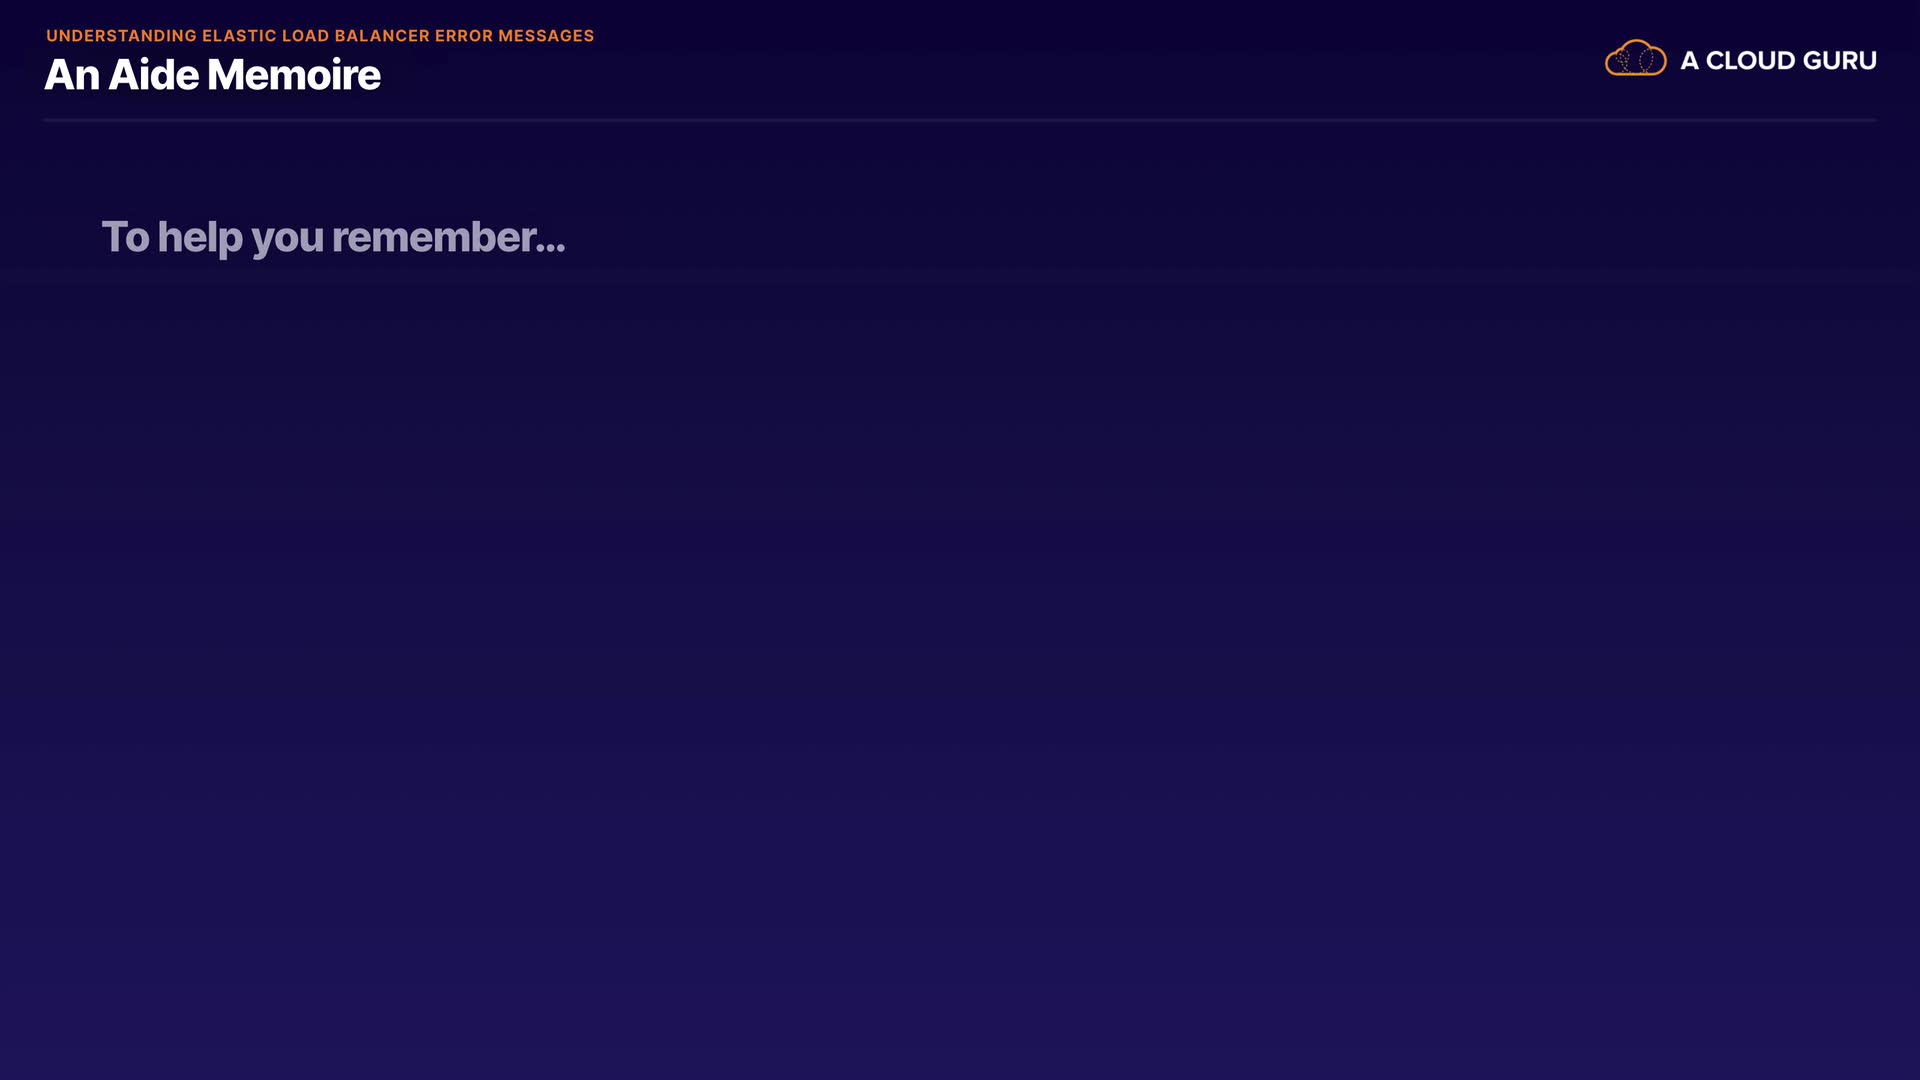 UNDERSTANDING ELASTIC LOAD BALANCER ERROR MESSAGES
An Aide Memoire
A CLOUD GURU
To help you remember...